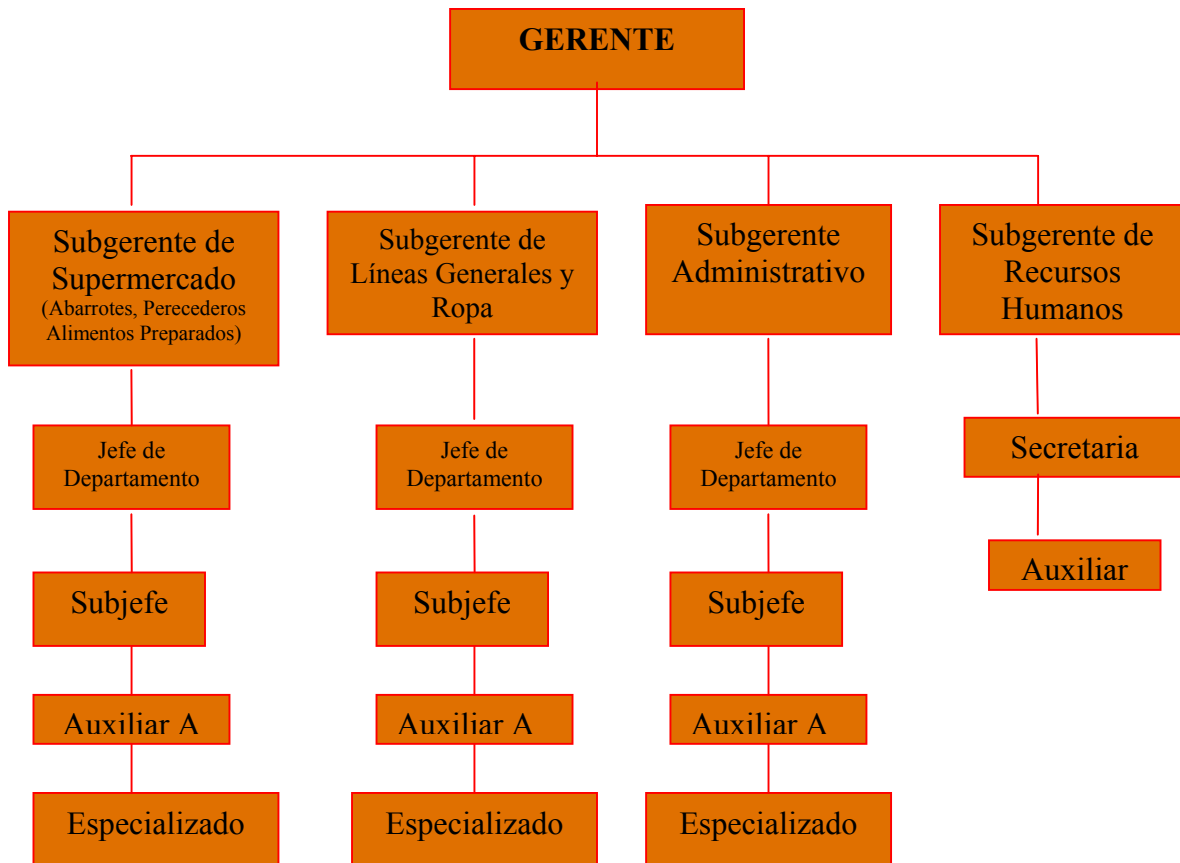 GERENTE
Subgerente de
Supermercado
(Abarrotes, Perecederos
Alimentos Preparados)
Subgerente de
Líneas Generales y
Ropa
Subgerente
Administrativo
Subgerente de
Recursos
Humanos
Jefe de
Departamento
Jefe de
Departamento
Jefe de
Departamento
Secretaria
Subjefe
Subjefe
Subjefe
Auxiliar
Auxiliar A
Auxiliar A
Auxiliar A
Especializado
Especializado
Especializado